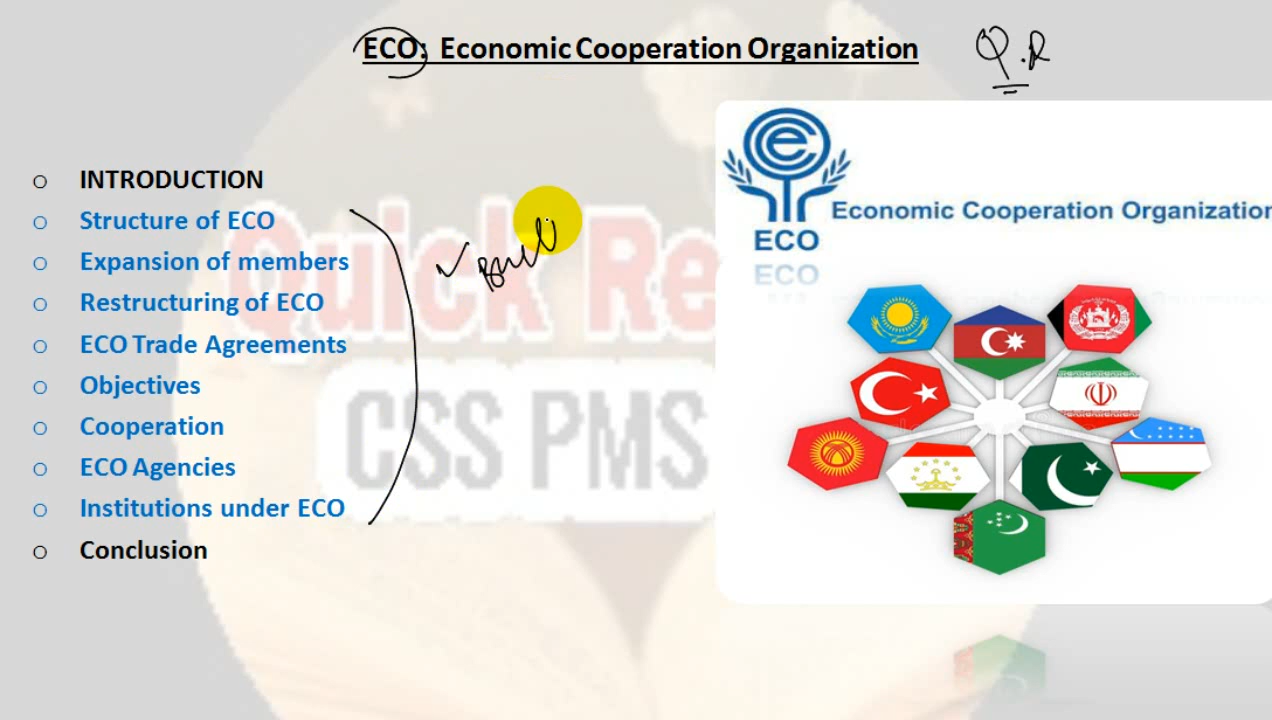 ECO: Economic Cooperation Organization
Q.R
INTRODUCTION
Structure of ECO
Expansion of members
Restructuring of ECO
ECO Trade Agreements
Objectives
Cooperation
ECO Agencies
Institutions under ECO
Conclusion
Economic Cooperation Organization
ECO
ECO
Quick Re
CSS PMS